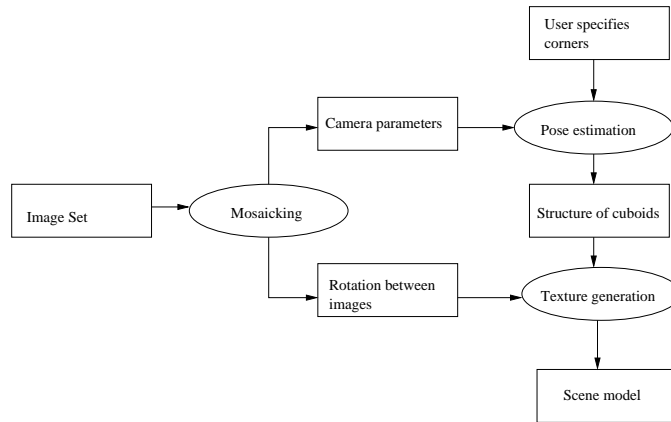 User specifies
corners
Camera parameters
Pose estimation
Image Set
Mosaicking
Structure of cuboids
Rotation between
images
Texture generation
Scene model